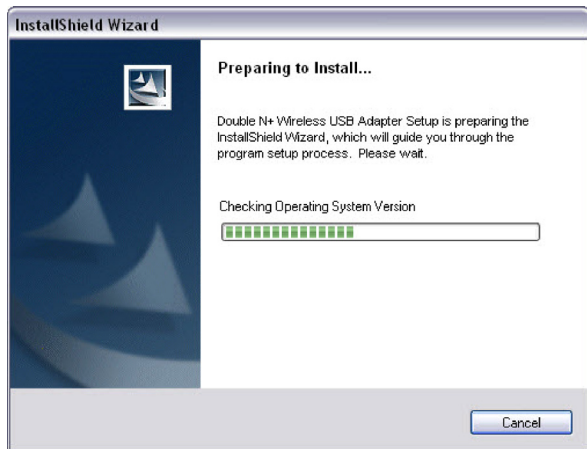 InstallShield Wizard
Preparing to Install...
Double N+ Wireless USB Adapter Setup is preparing the
InstallShield Wizard, which will guide you through the
program setup process. Please wait.
Checking Operating System Version
Cancel